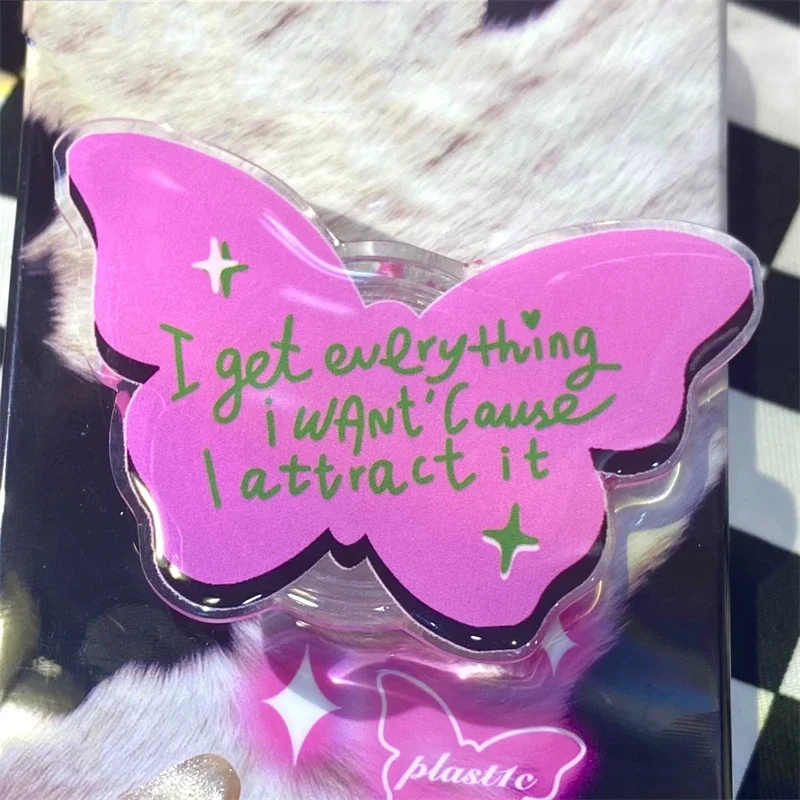 I get everything
i WANt 'Cause
I attract it
plast1c